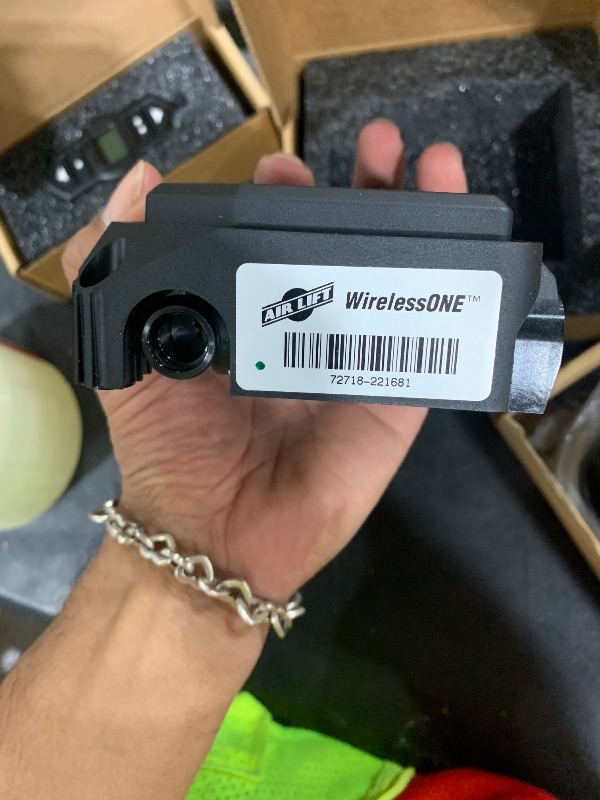 AIR LIFT WirelessONE™
72718-221681